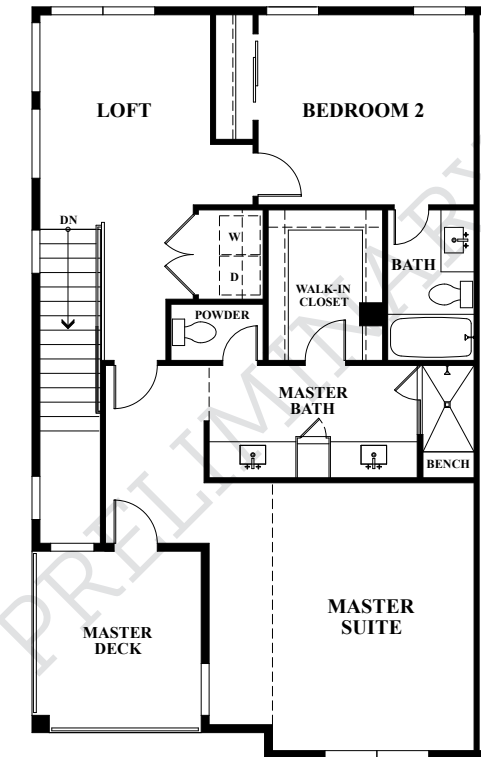 LOFT
BEDROOM 2
DN
W
D
BATH
WALK-IN
CLOSET
POWDER
MASTER
BATH
BENCH
MASTER
SUITE
MASTER
DECK
PRELIMINARY